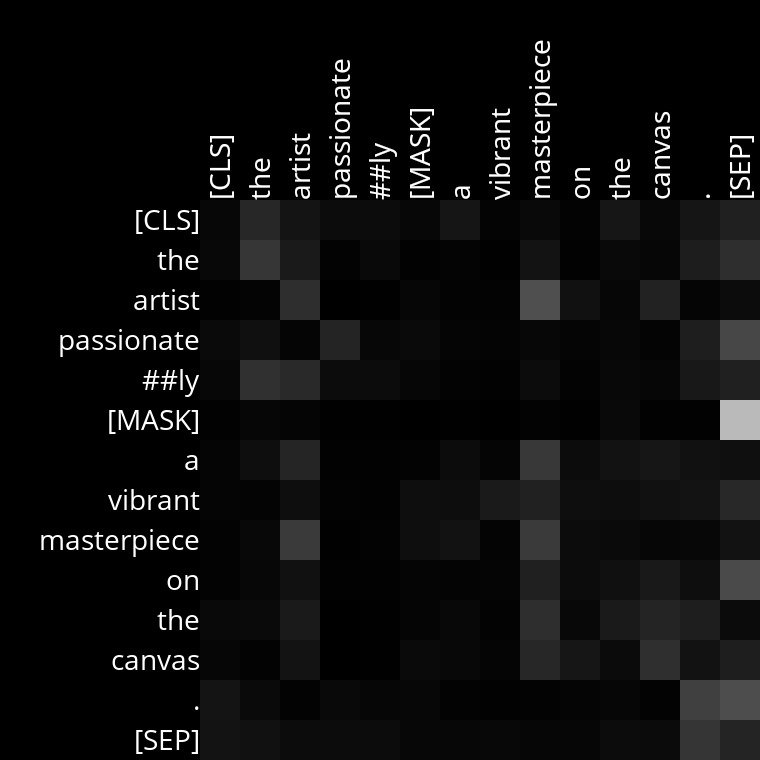 [CLS] the artist passionate ##ly [MASK] a vibrant masterpiece on the canvas . [SEP]
[CLS]
the
artist
passionate
##ly
[MASK]
a
vibrant
masterpiece
on
the
canvas
.
[SEP]